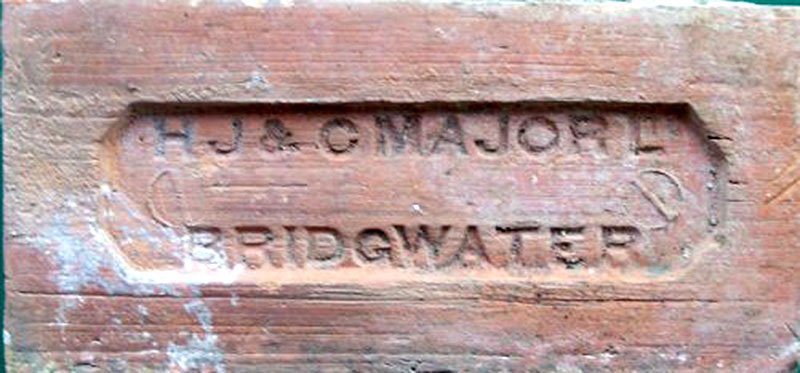 H J & C MAJOR LD
D D
BRIDGWATER